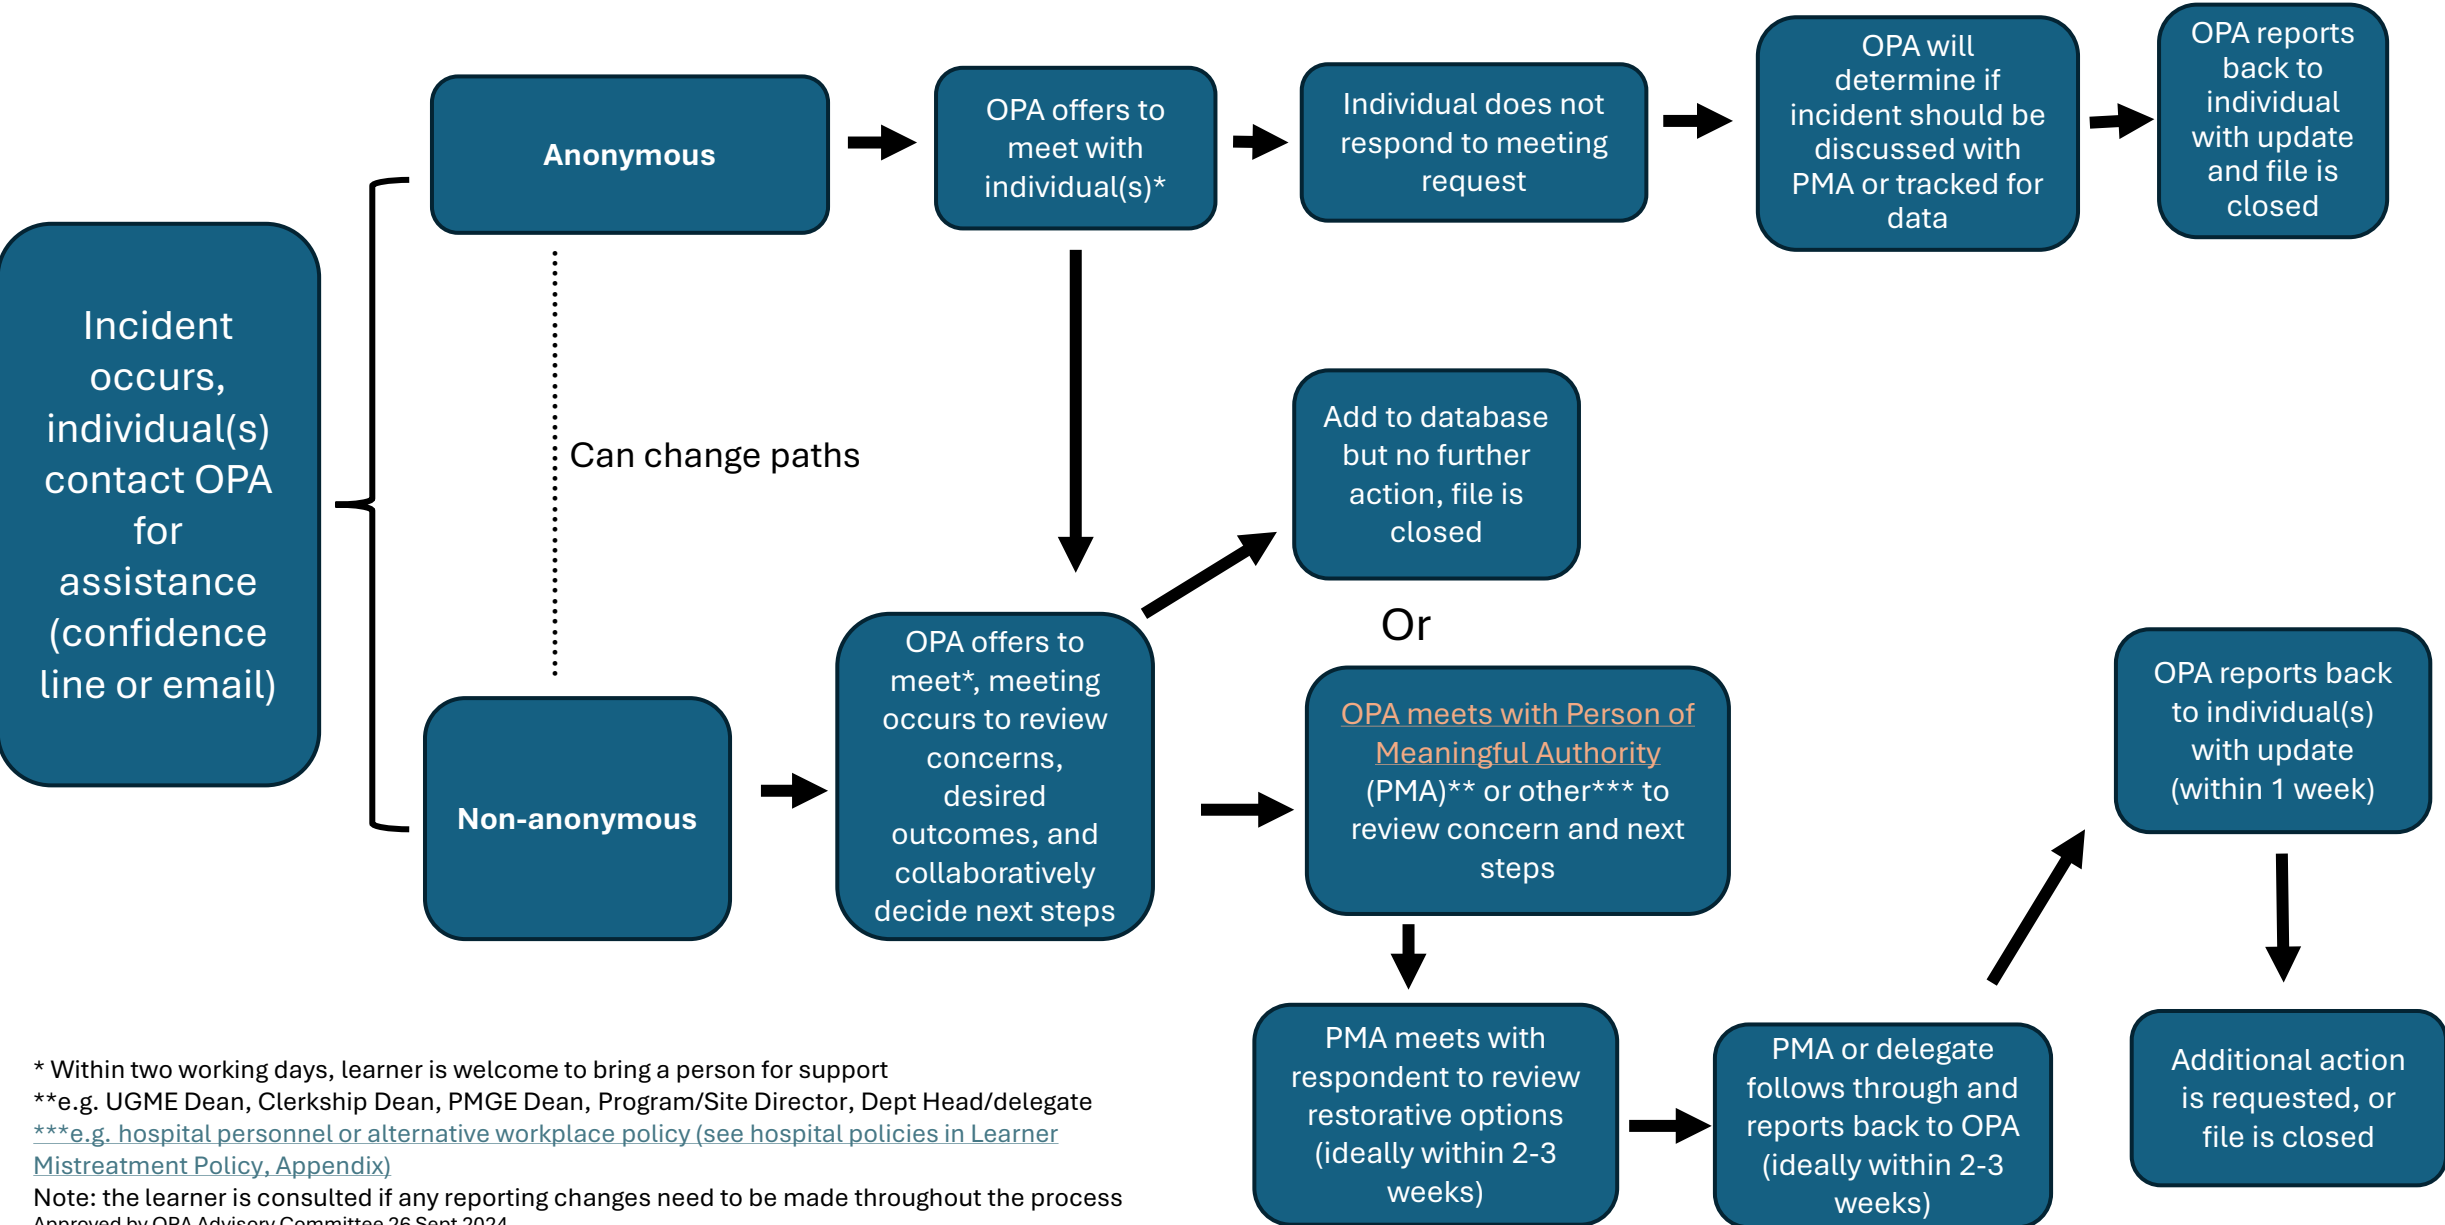 Incident
occurs,
individual(s)
contact OPA
for
assistance
(confidence
line or email)
Anonymous
OPA offers to
meet with
individual(s)*
Individual does not
respond to meeting
request
OPA will
determine if
incident should be
discussed with
PMA or tracked for
data
OPA reports
back to
individual
with update
and file is
closed
Can change paths
Add to database
but no further
action, file is
closed
Or
Non-anonymous
OPA offers to
meet*, meeting
occurs to review
concerns,
desired
outcomes, and
collaboratively
decide next steps
OPA meets with Person of
Meaningful Authority
(PMA)** or other*** to
review concern and next
steps
PMA meets with
respondent to review
restorative options
(ideally within 2-3
weeks)
PMA or delegate
follows through and
reports back to OPA
(ideally within 2-3
weeks)
OPA reports back
to individual(s)
with update
(within 1 week)
Additional action
is requested, or
file is closed
* Within two working days, learner is welcome to bring a person for support
**e.g. UGME Dean, Clerkship Dean, PMGE Dean, Program/Site Director, Dept Head/delegate
***e.g. hospital personnel or alternative workplace policy (see hospital policies in Learner
Mistreatment Policy, Appendix)
Note: the learner is consulted if any reporting changes need to be made throughout the process
Approved by OPA Advisory Committee 26 Sept 2024